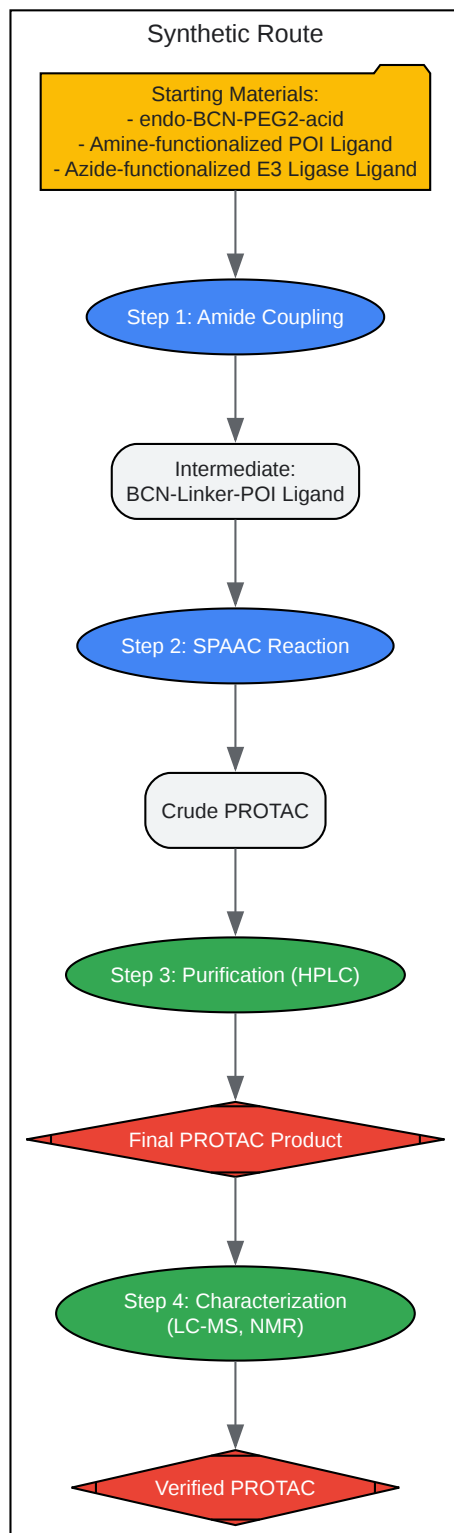 Synthetic Route
Starting Materials:
- endo-BCN-PEG2-acid
- Amine-functionalized POI Ligand
- Azide-functionalized E3 Ligase Ligand
Step 1: Amide Coupling
Intermediate:
BCN-Linker-POI Ligand
Step 2: SPAAC Reaction
Crude PROTAC
Step 3: Purification (HPLC)
Final PROTAC Product
Step 4: Characterization
(LC-MS, NMR)
Verified PROTAC